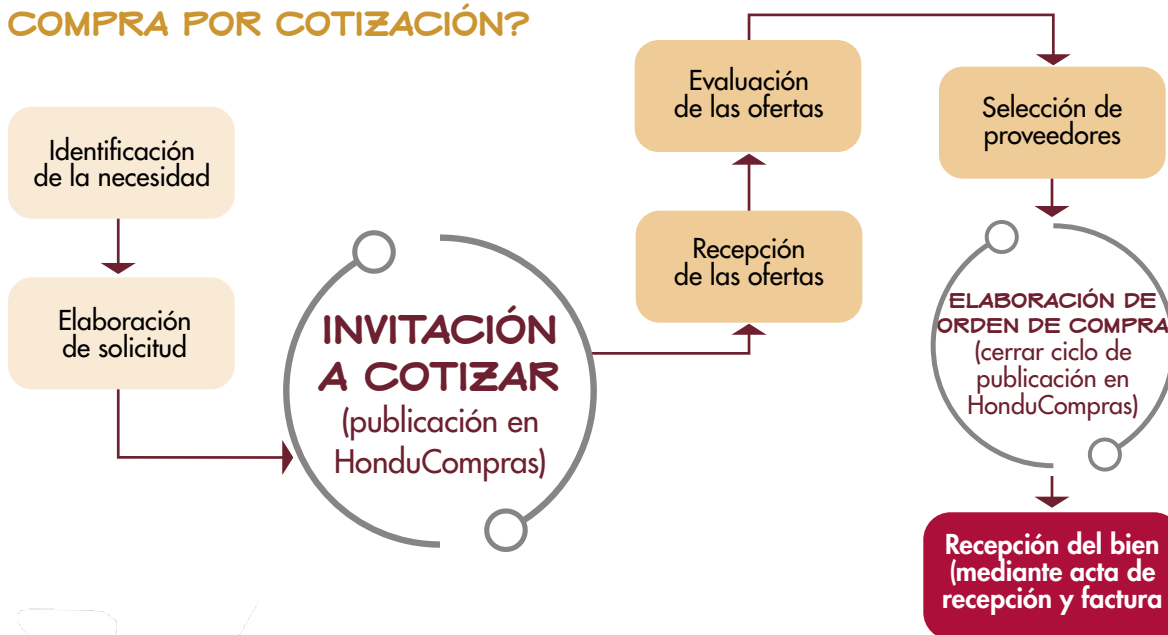 COMPRA POR COTIZACIÓN?
Identificación
de la necesidad
Elaboración
de solicitud
INVITACIÓN
A COTIZAR
(publicación en
HonduCompras)
Recepción
de las ofertas
Evaluación
de las ofertas
Selección de
proveedores
ELABORACIÓN DE
ORDEN DE COMPRA
(cerrar ciclo de
publicación en
HonduCompras)
Recepción del bien
(mediante acta de
recepción y factura